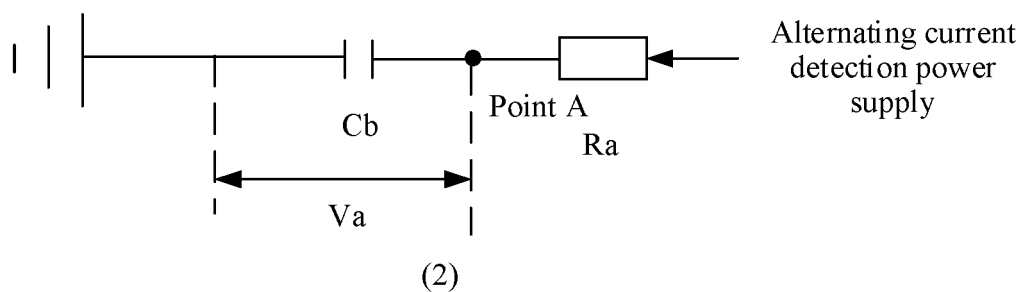 Alternating current
detection power
supply
Point A
Cb
Ra
Va
(2)